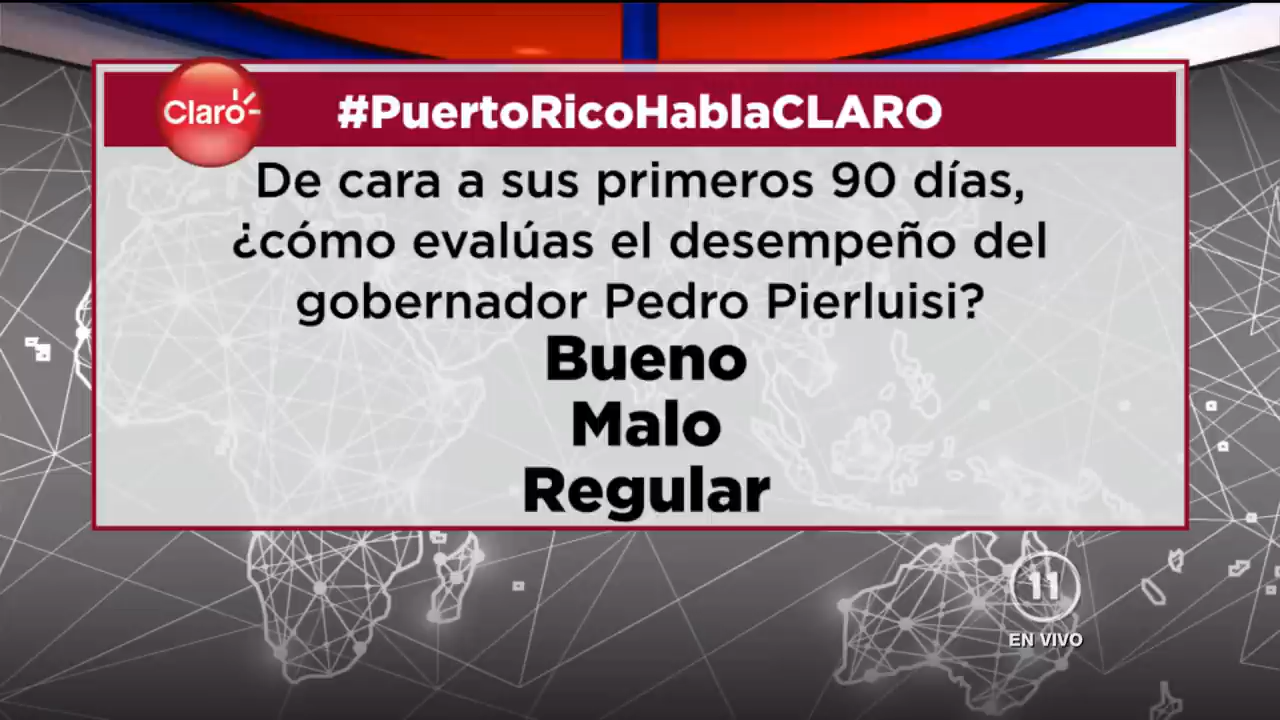 Claro
#PuertoRicoHablaCLARO
De cara a sus primeros 90 días,
¿cómo evalúas el desempeño del
gobernador Pedro Pierluisi?
Bueno
Malo
Regular
11
EN VIVO